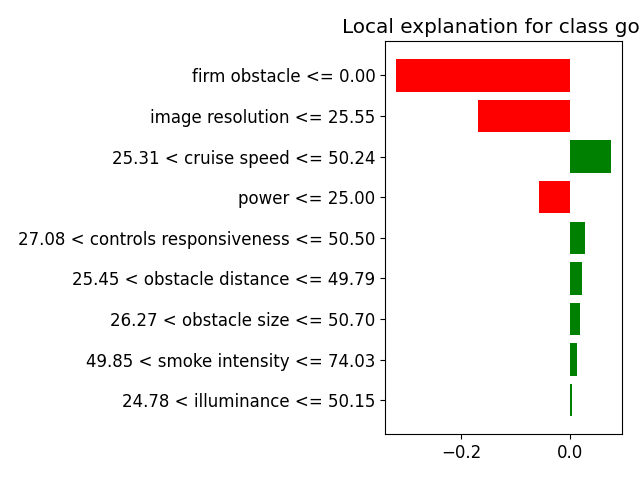 Local explanation for class go
firm obstacle <= 0.00
image resolution <= 25.55
25.31 < cruise speed <= 50.24
power <= 25.00
27.08 < controls responsiveness <= 50.50
25.45 < obstacle distance <= 49.79
26.27 < obstacle size <= 50.70
49.85 < smoke intensity <= 74.03
24.78 < illuminance <= 50.15
−0.2 0.0